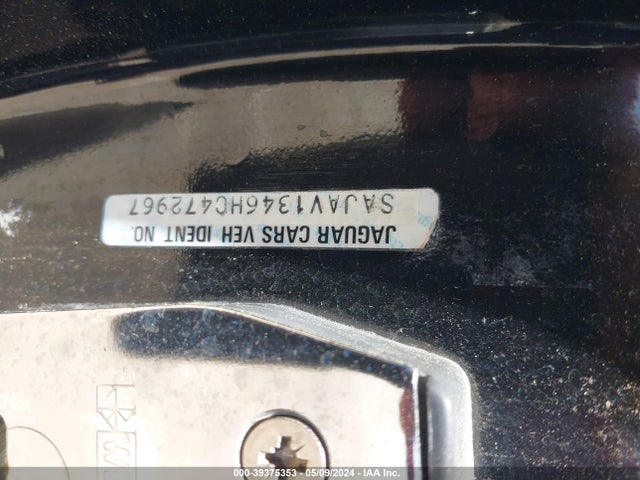 JAGUAR CARS VEH IDENT NO.
SAJAV1346HC472967
000-39375353 - 05/09/2024 - IAA Inc.